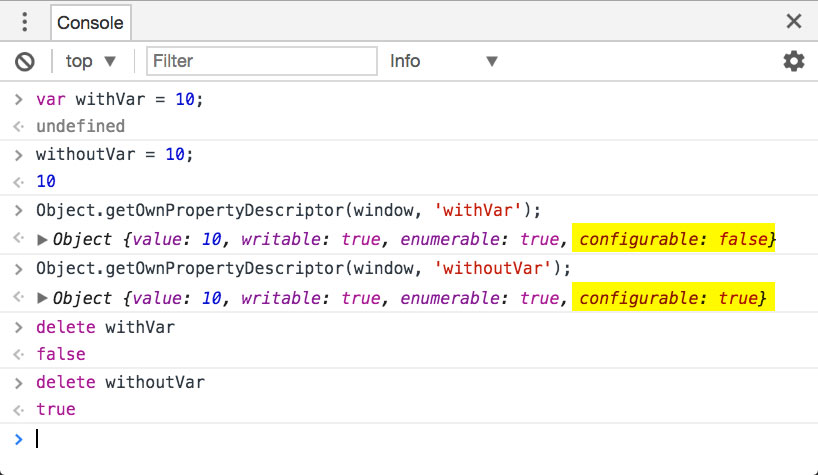 Console
top Filter Info
var withVar = 10;
undefined
withoutVar = 10;
10
Object.getOwnPropertyDescriptor(window, 'withVar');
Object {value: 10, writable: true, enumerable: true, configurable: false}
Object.getOwnPropertyDescriptor(window, 'withoutVar');
Object {value: 10, writable: true, enumerable: true, configurable: true}
delete withVar
false
delete withoutVar
true